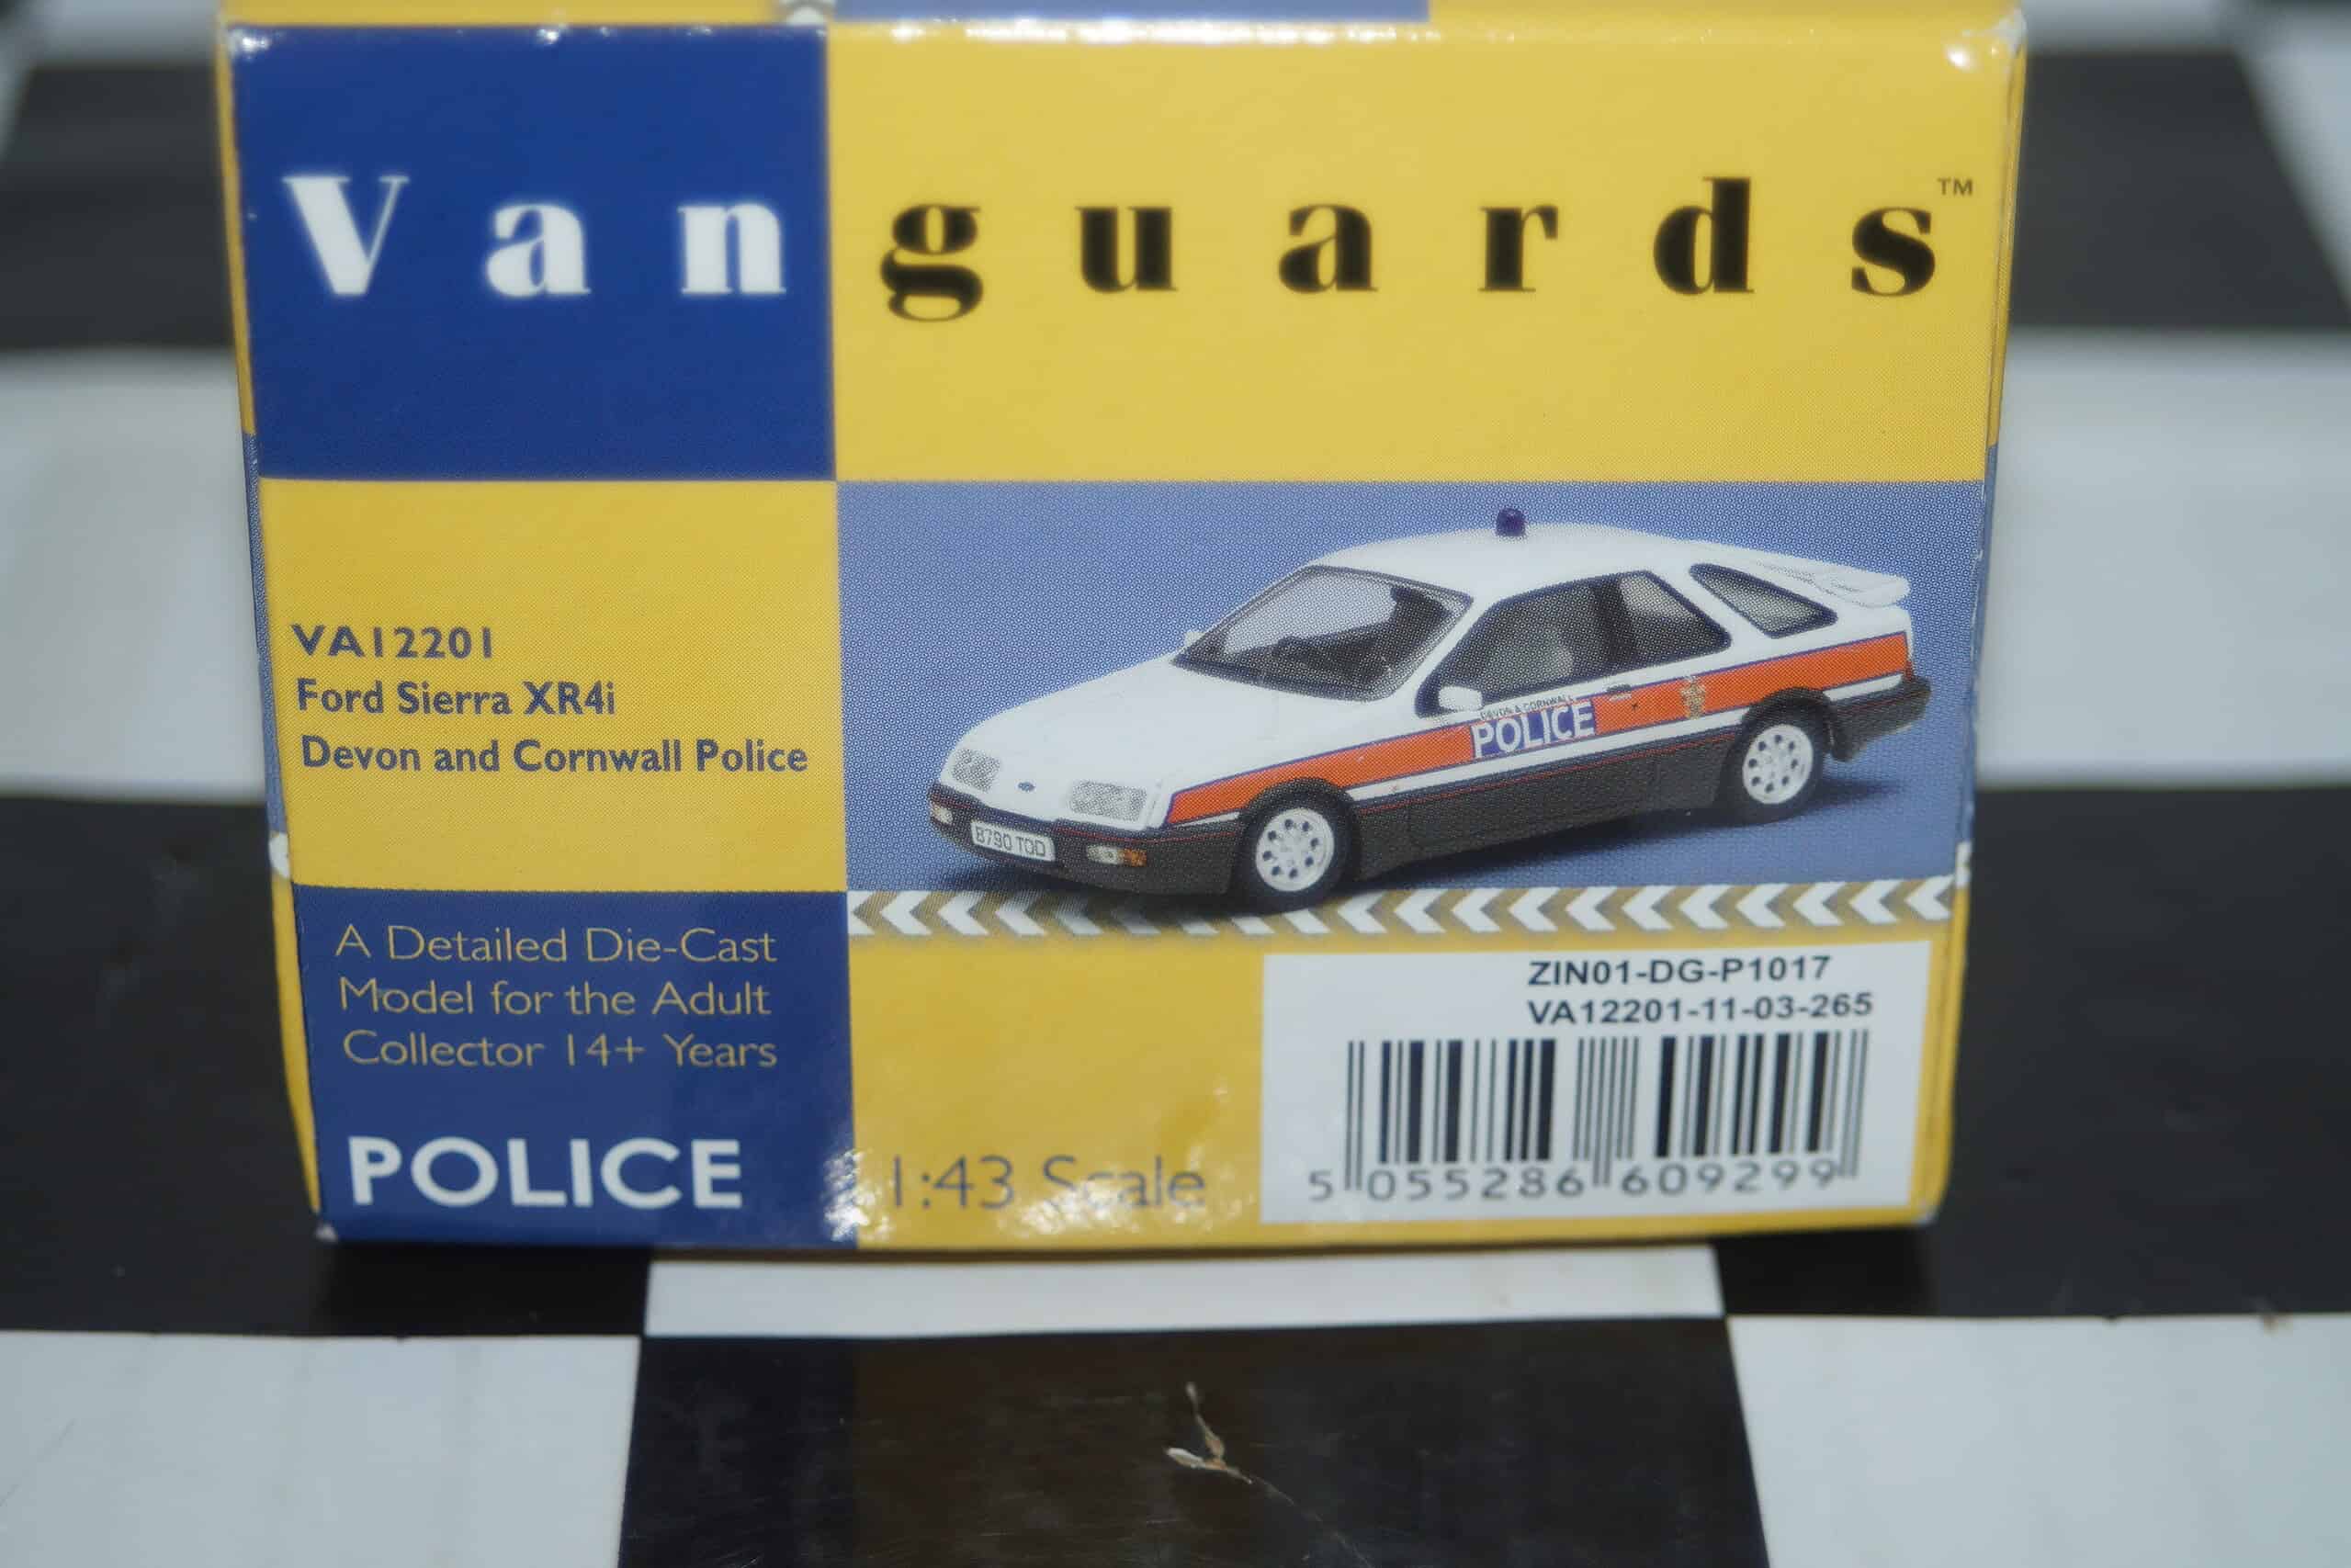 Vanguards™
VA12201
Ford Sierra XR4i
Devon and Cornwall Police
DEVON & CORNWALL
POLICE
B790 TOD
A Detailed Die-Cast
Model for the Adult
Collector 14+ Years
POLICE
1:43 Scale
ZIN01-DG-P1017
VA12201-11-03-265
5 055286 609299